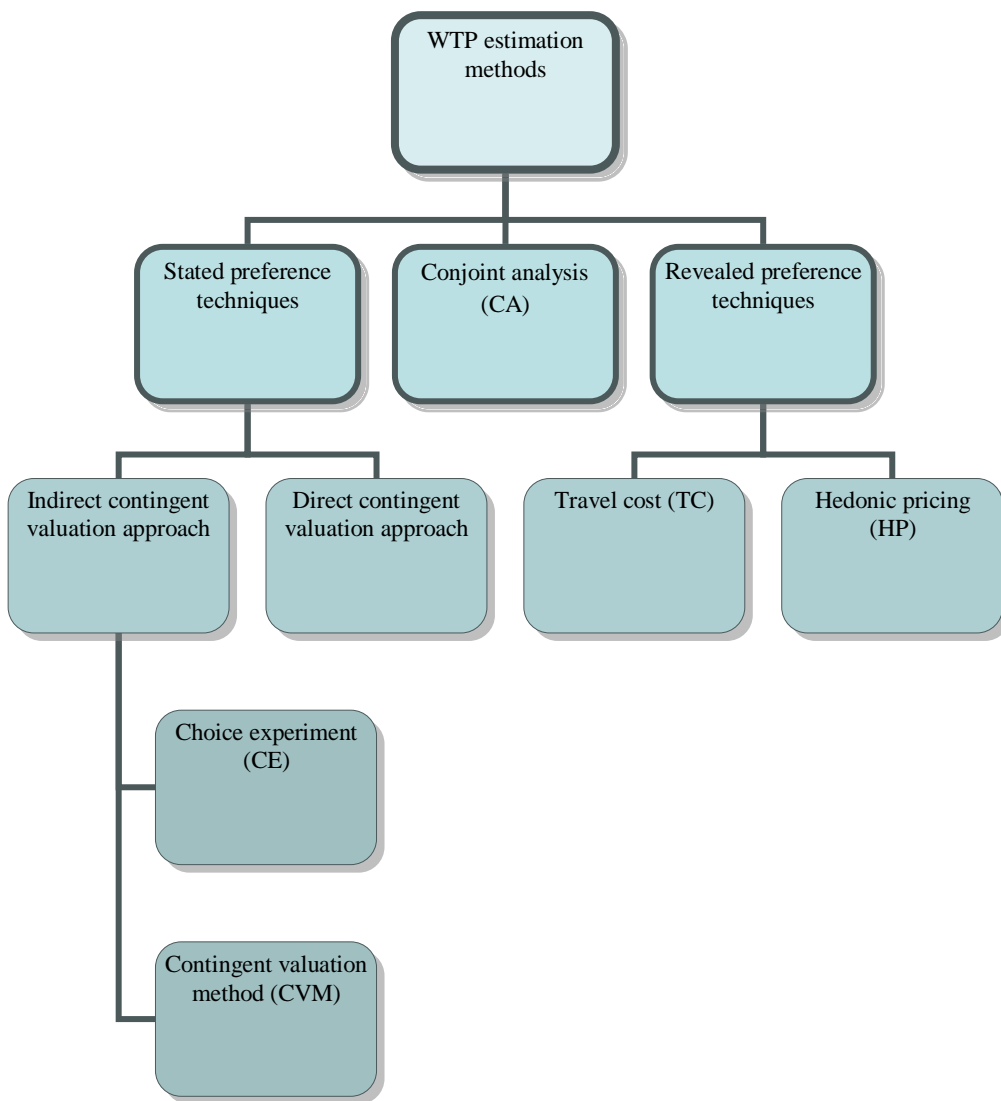 WTP estimation
methods
Stated preference
techniques
Conjoint analysis
(CA)
Revealed preference
techniques
Indirect contingent
valuation approach
Direct contingent
valuation approach
Travel cost (TC)
Hedonic pricing
(HP)
Choice experiment
(CE)
Contingent valuation
method (CVM)